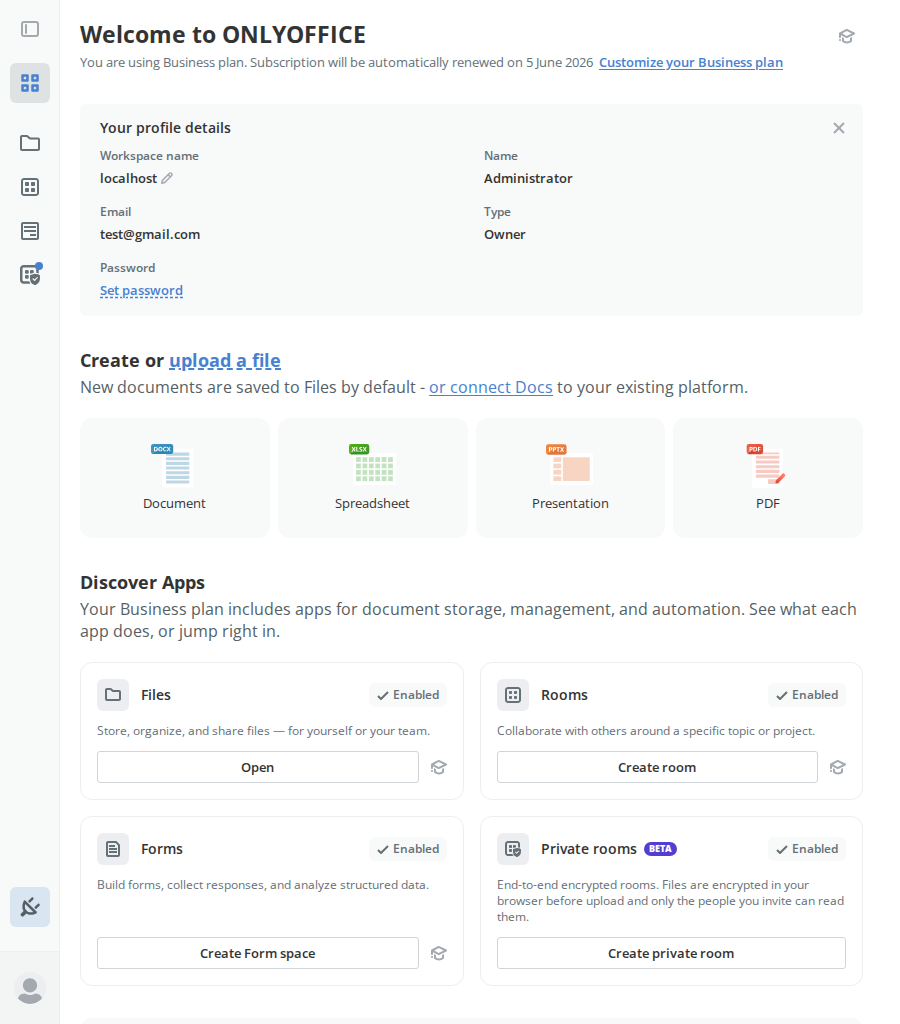 Welcome to ONLYOFFICE
You are using Business plan. Subscription will be automatically renewed on 5 June 2026 Customize your Business plan
Your profile details
Workspace name
localhost
Name
Administrator
Email
test@gmail.com
Type
Owner
Password
Set password
Create or upload a file
New documents are saved to Files by default - or connect Docs to your existing platform.
DOCX
Document
XLSX
Spreadsheet
PPTX
Presentation
PDF
PDF
Discover Apps
Your Business plan includes apps for document storage, management, and automation. See what each
app does, or jump right in.
Files
Enabled
Store, organize, and share files — for yourself or your team.
Open
Rooms
Enabled
Collaborate with others around a specific topic or project.
Create room
Forms
Enabled
Build forms, collect responses, and analyze structured data.
Create Form space
Private rooms BETA
Enabled
End-to-end encrypted rooms. Files are encrypted in your
browser before upload and only the people you invite can read
them.
Create private room